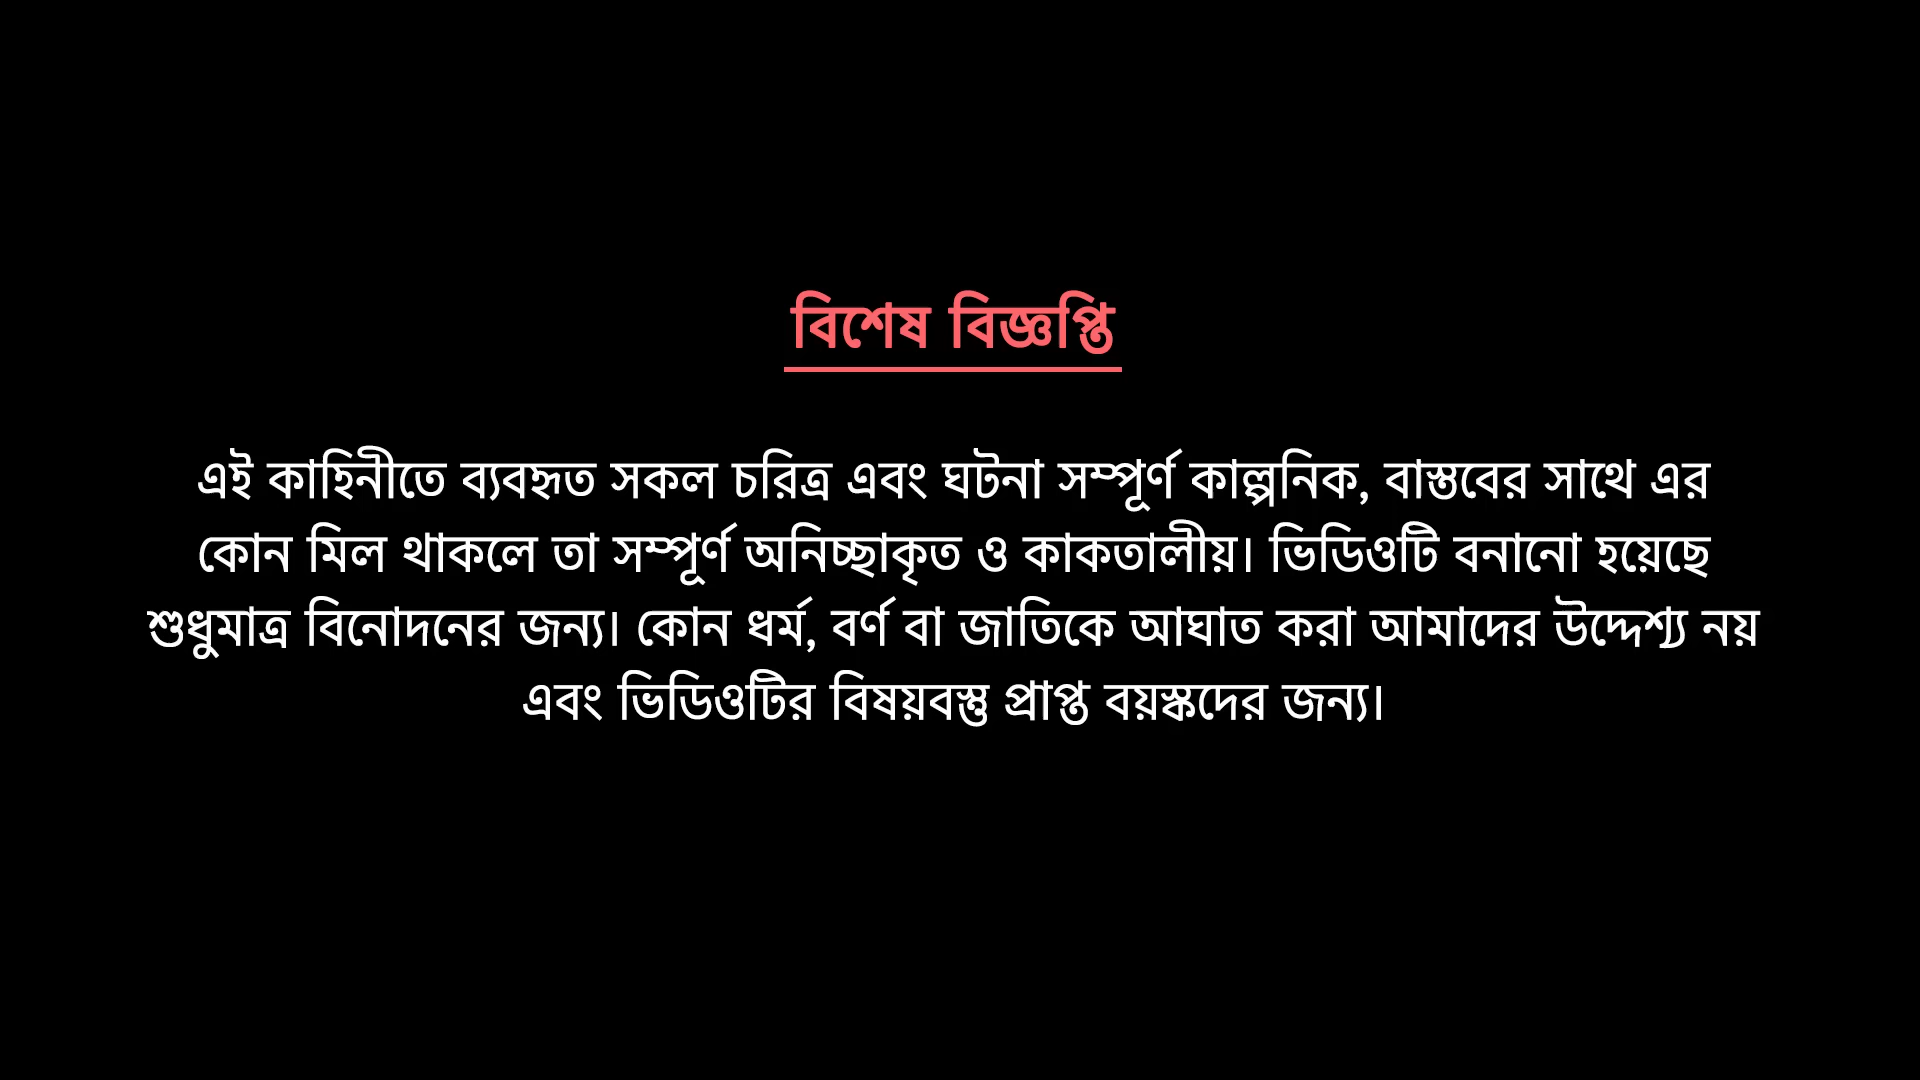 বিশেষ বিজ্ঞপ্তি
এই কাহিনীতে ব্যবহৃত সকল চরিত্র এবং ঘটনা সম্পূর্ণ কাল্পনিক, বাস্তবের সাথে এর
কোন মিল থাকলে তা সম্পূর্ণ অনিচ্ছাকৃত ও কাকতালীয়। ভিডিওটি বনানো হয়েছে
শুধুমাত্র বিনোদনের জন্য। কোন ধর্ম, বর্ণ বা জাতিকে আঘাত করা আমাদের উদ্দেশ্য নয়
এবং ভিডিওটির বিষয়বস্তু প্রাপ্ত বয়স্কদের জন্য।